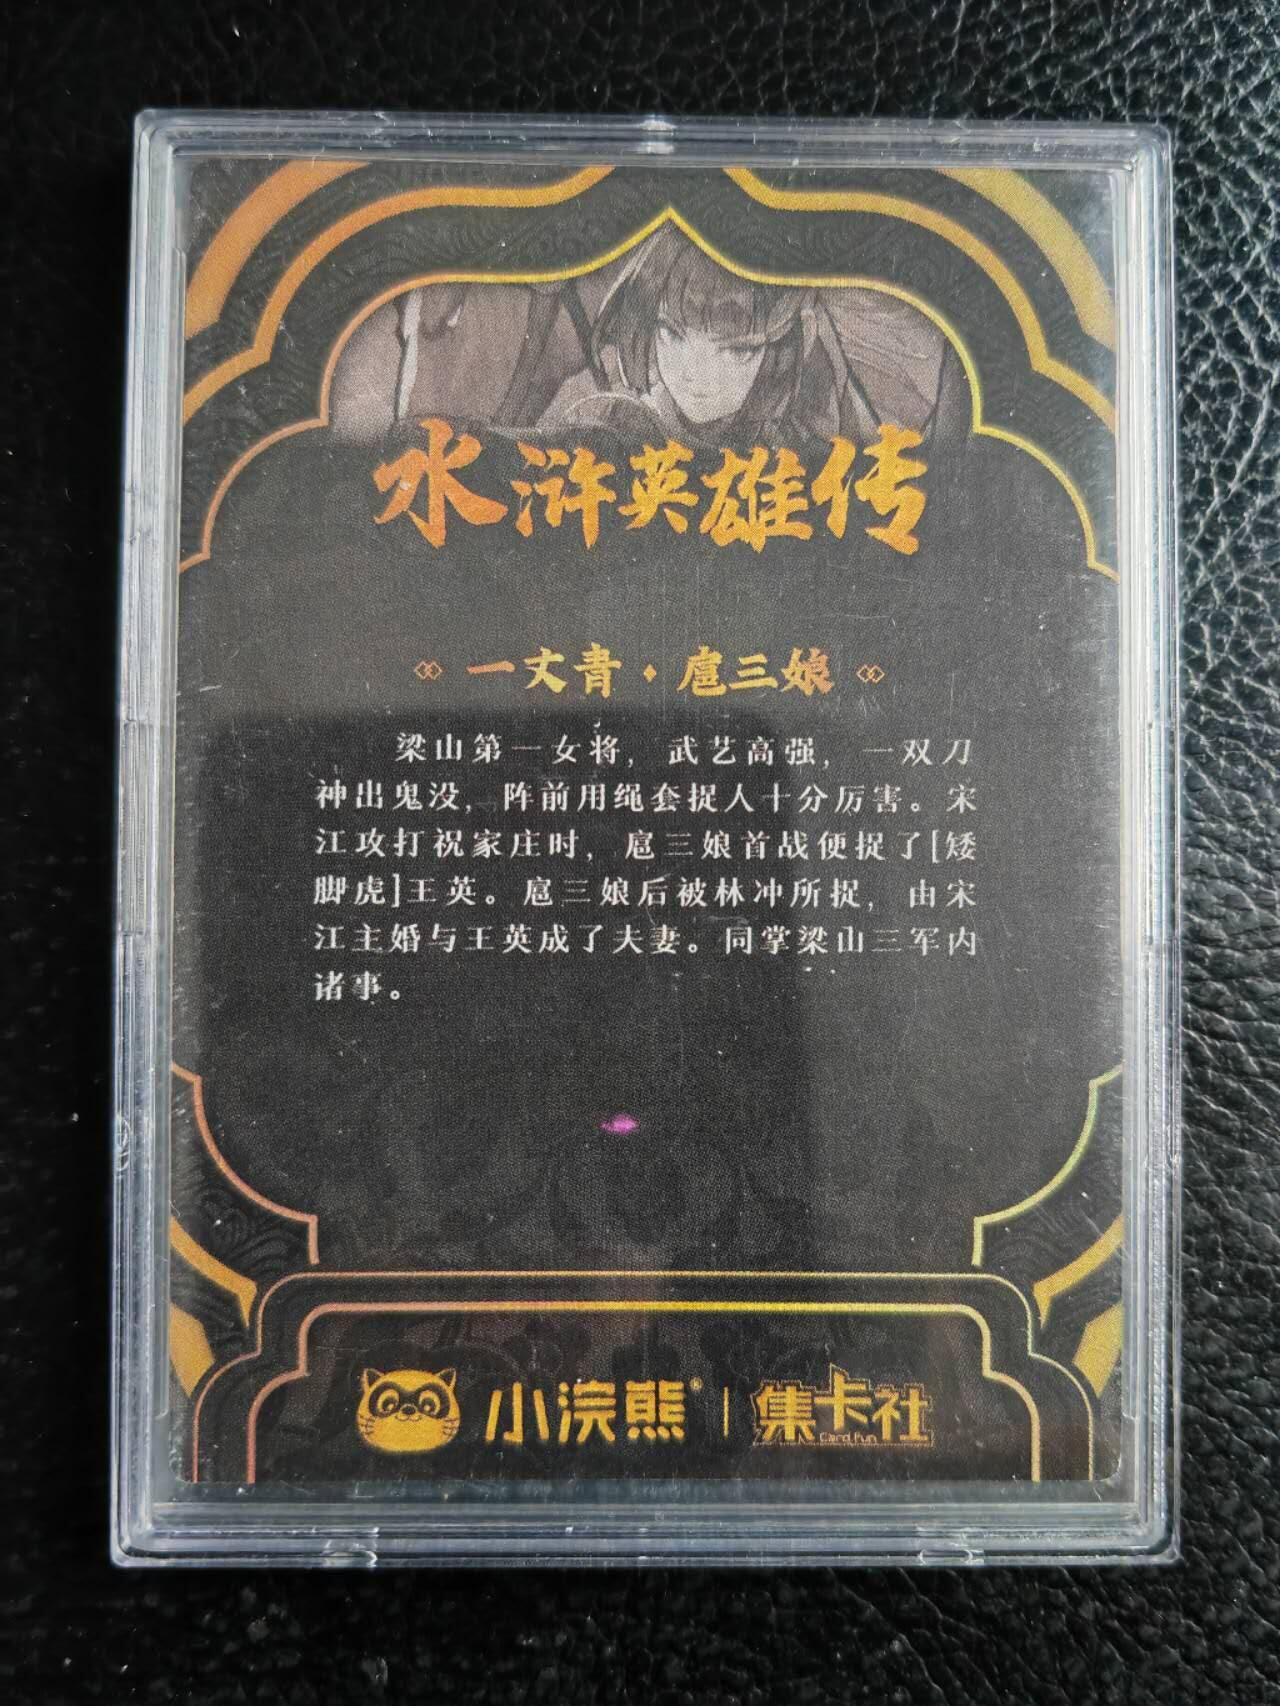 水浒英雄传
一丈青·扈三娘
梁山第一女将，武艺高强，一双刀
神出鬼没，阵前用绳套捉人十分厉害。宋
江攻打祝家庄时，扈三娘首战便捉了[矮
脚虎]王英。扈三娘后被林冲所捉，由宋
江主婚与王英成了夫妻。同掌梁山三军内
诸事。
小浣熊® | 集卡社
Card Fun